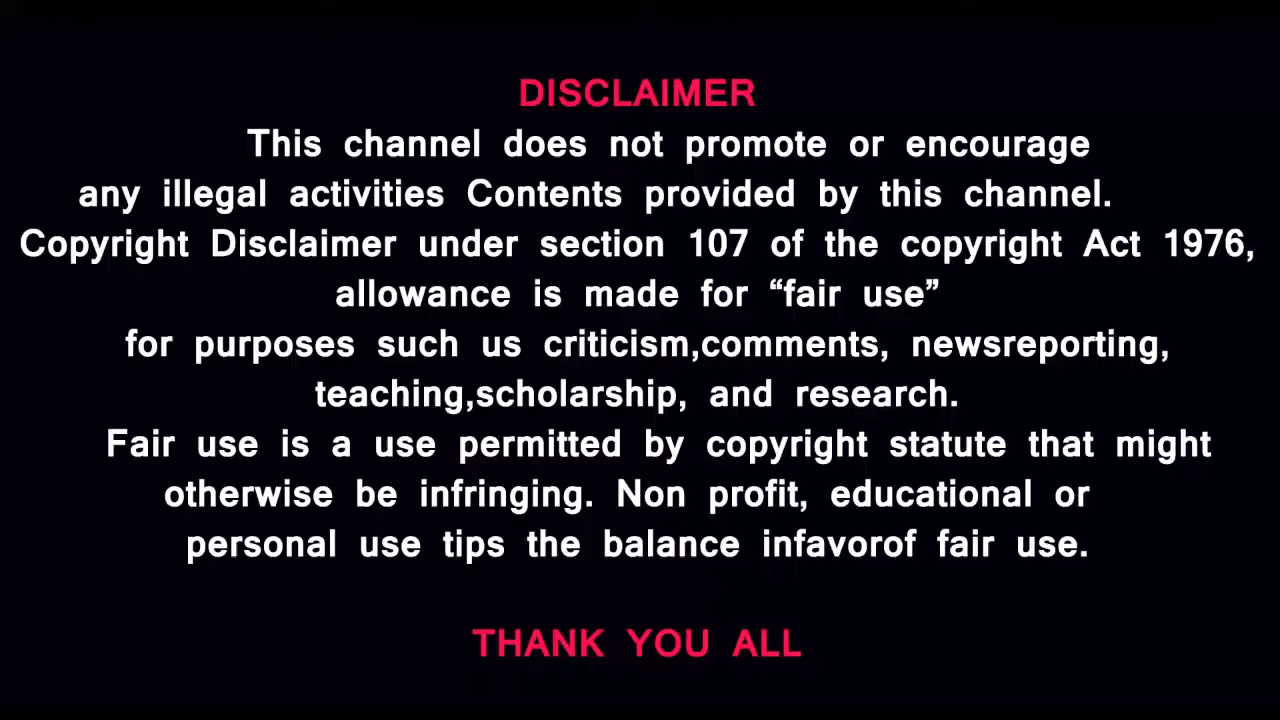 DISCLAIMER
This channel does not promote or encourage
any illegal activities Contents provided by this channel.
Copyright Disclaimer under section 107 of the copyright Act 1976,
allowance is made for “fair use”
for purposes such us criticism,comments, newsreporting,
teaching,scholarship, and research.
Fair use is a use permitted by copyright statute that might
otherwise be infringing. Non profit, educational or
personal use tips the balance infavorof fair use.
THANK YOU ALL